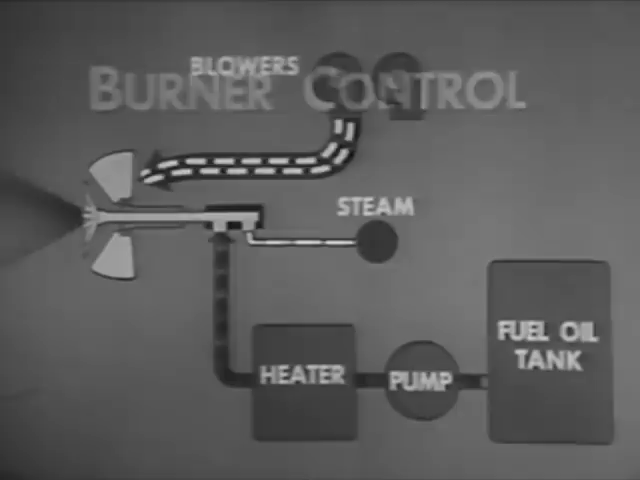 BLOWERS
BURNER CONTROL
STEAM
FUEL OIL
TANK
HEATER
PUMP